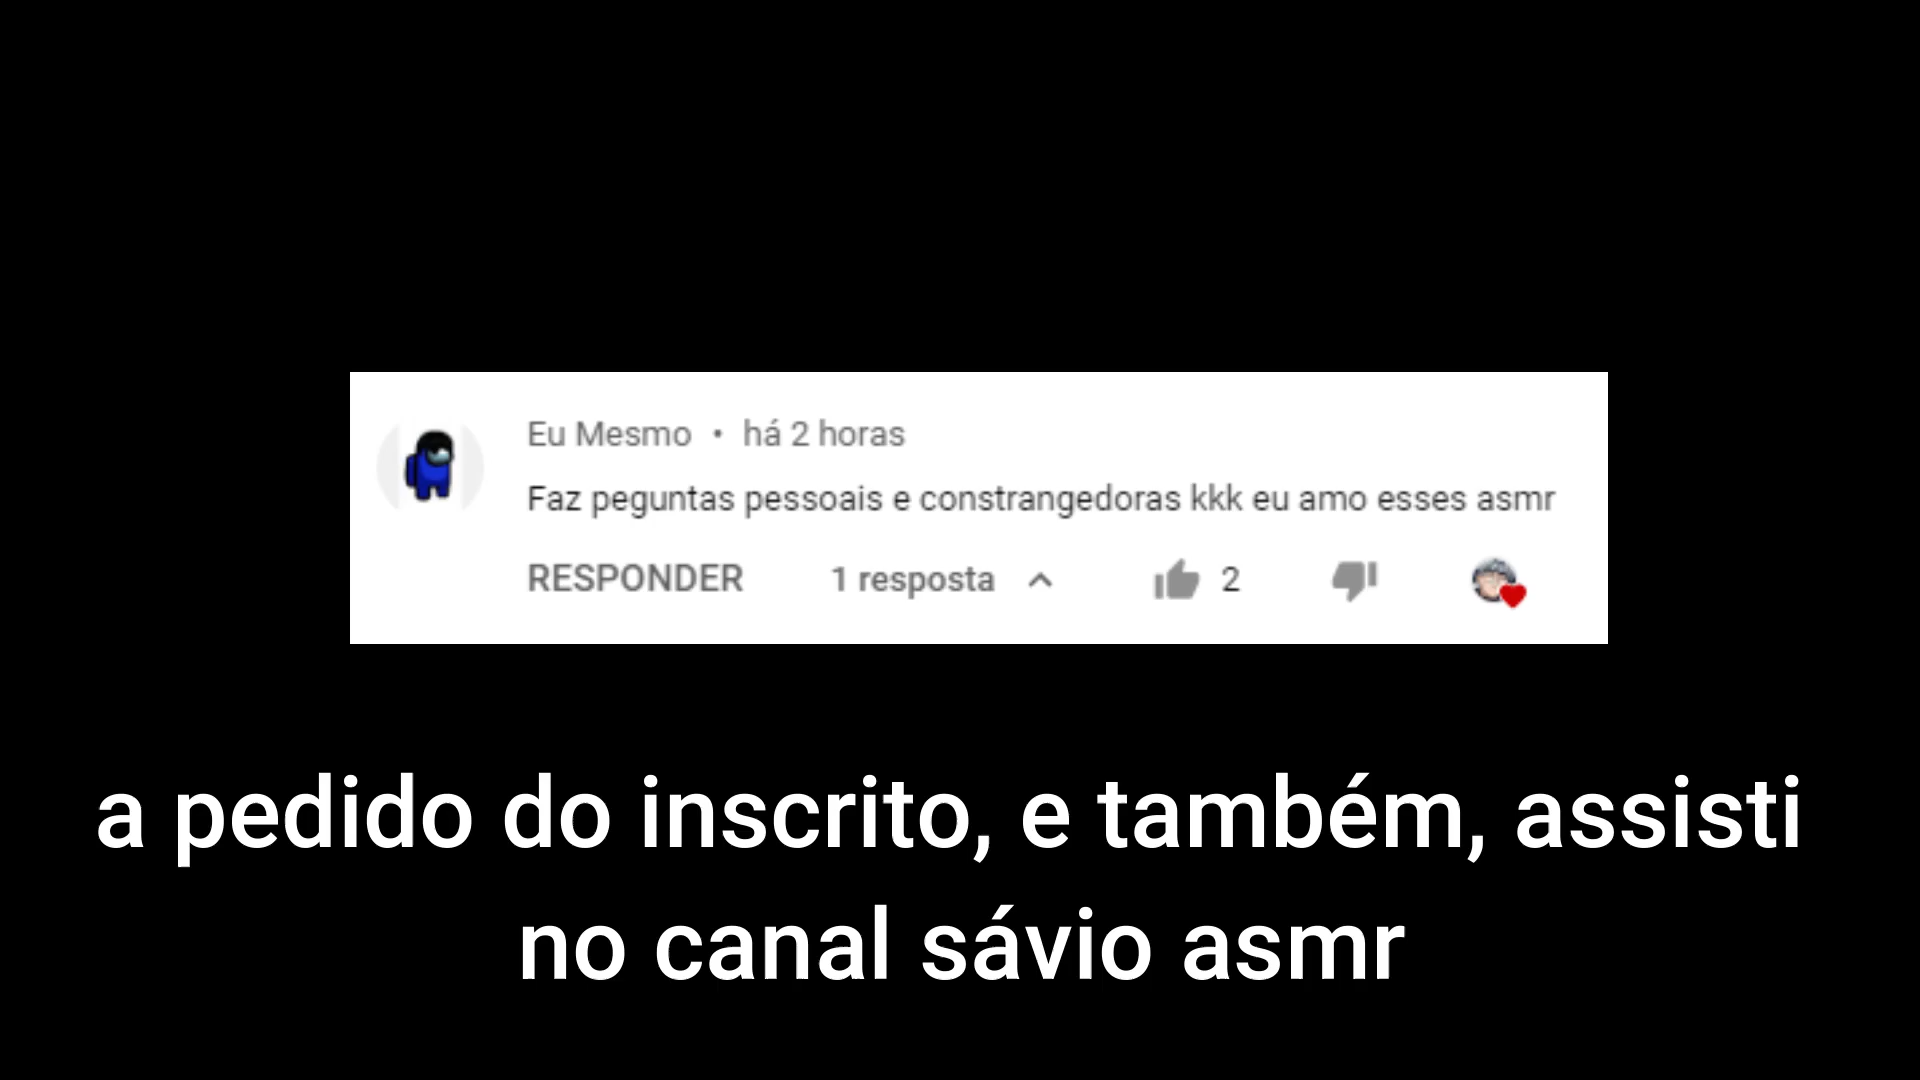 Eu Mesmo • há 2 horas
Faz peguntas pessoais e constrangedoras kkk eu amo esses asmr
RESPONDER 1 resposta 2
a pedido do inscrito, e também, assisti
no canal sávio asmr